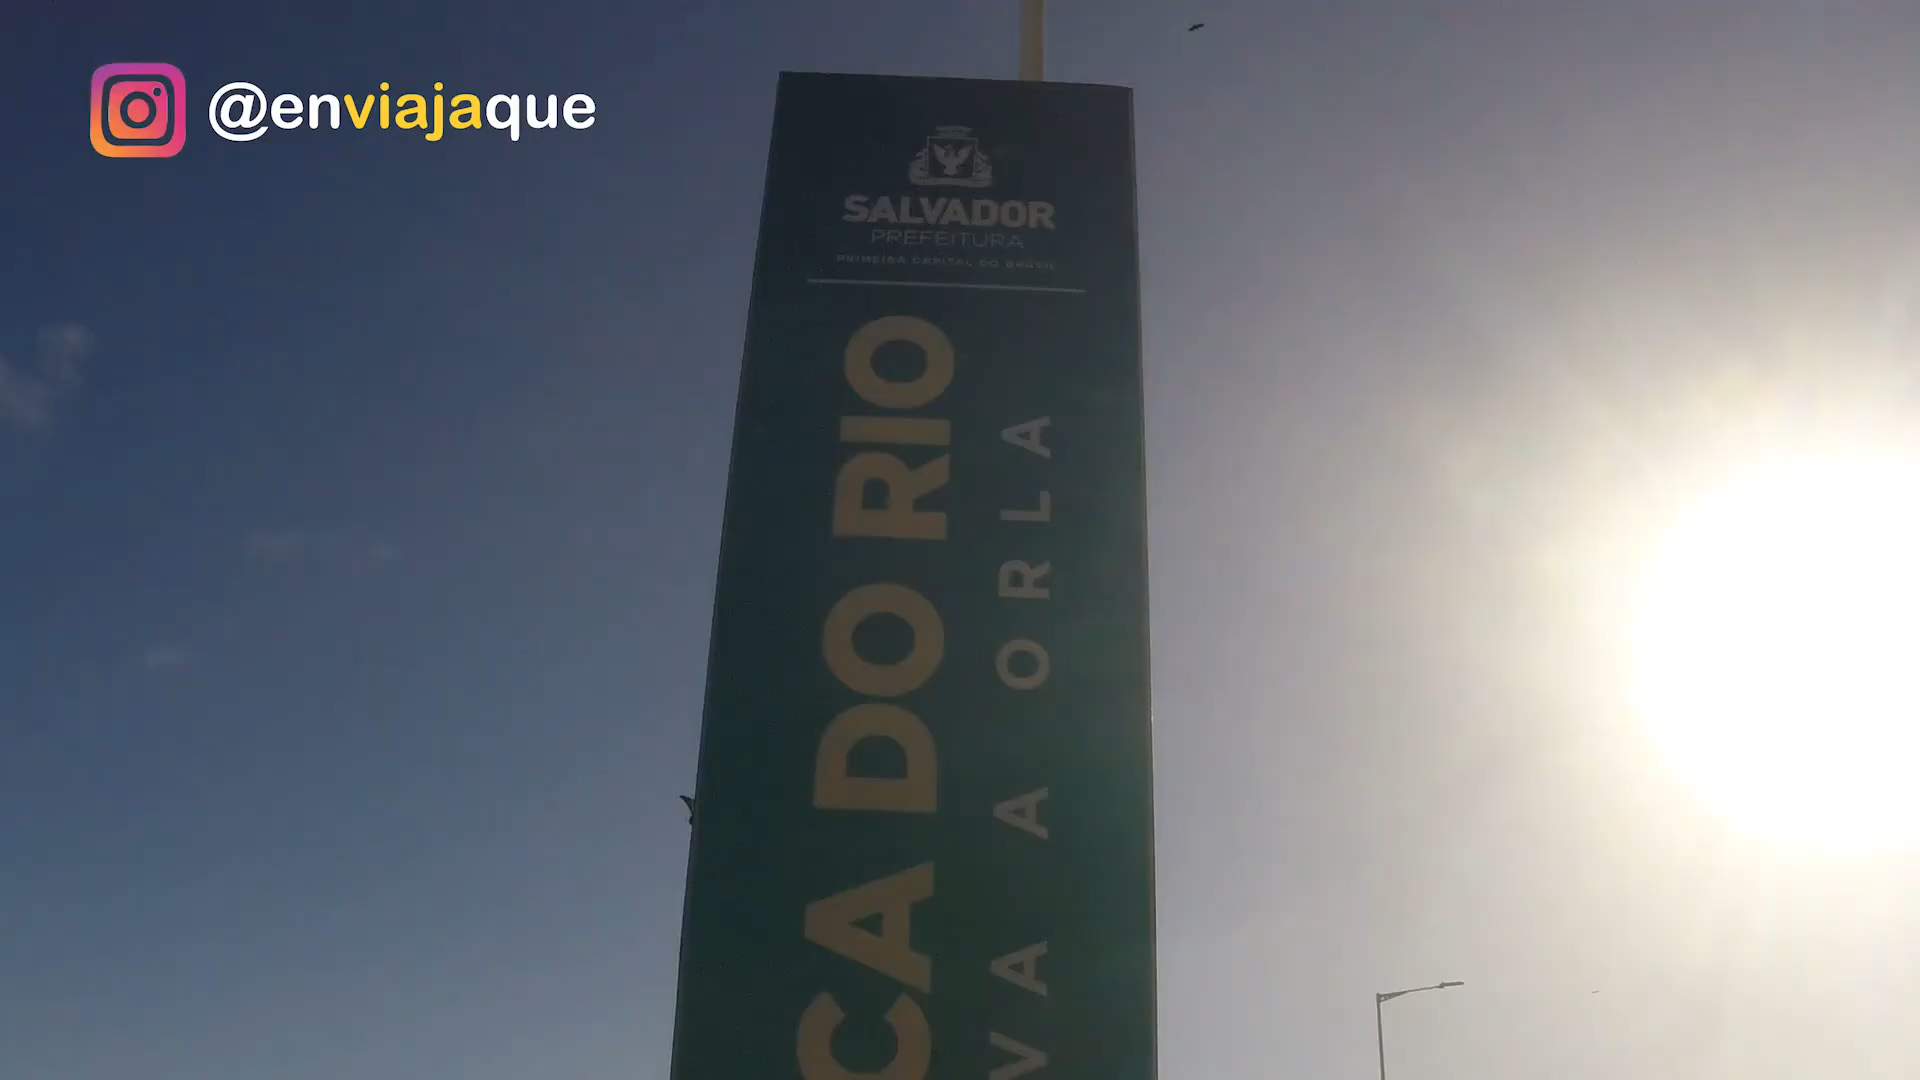 @enviajaque
SALVADOR
PREFEITURA
PRIMEIRA CAPITAL DO BRASIL
CA DO RIO
VA A ORLA